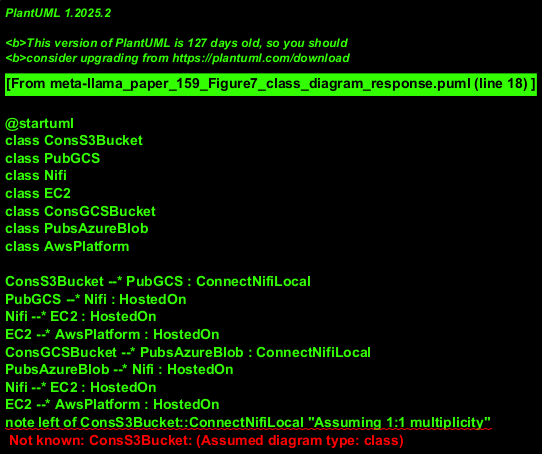 PlantUML 1.2025.2
<b>This version of PlantUML is 127 days old, so you should
<b>consider upgrading from https://plantuml.com/download
[From meta-llama_paper_159_Figure7_class_diagram_response.puml (line 18) ]
@startuml
class ConsS3Bucket
class PubGCS
class Nifi
class EC2
class ConsGCSBucket
class PubsAzureBlob
class AwsPlatform
ConsS3Bucket --* PubGCS : ConnectNifiLocal
PubGCS --* Nifi : HostedOn
Nifi --* EC2 : HostedOn
EC2 --* AwsPlatform : HostedOn
ConsGCSBucket --* PubsAzureBlob : ConnectNifiLocal
PubsAzureBlob --* Nifi : HostedOn
Nifi --* EC2 : HostedOn
EC2 --* AwsPlatform : HostedOn
note left of ConsS3Bucket::ConnectNifiLocal "Assuming 1:1 multiplicity"
Not known: ConsS3Bucket: (Assumed diagram type: class)